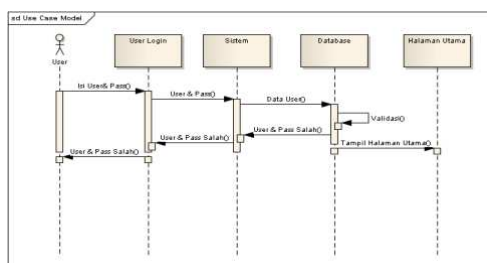 sd Use Case Model
User
User Login
Sistem
Database
Halaman Utama
Isi User& Pass()
User & Pass()
Data User()
Validasi()
User & Pass Salah()
User & Pass Salah()
User & Pass Salah()
Tampil Halaman Utama()